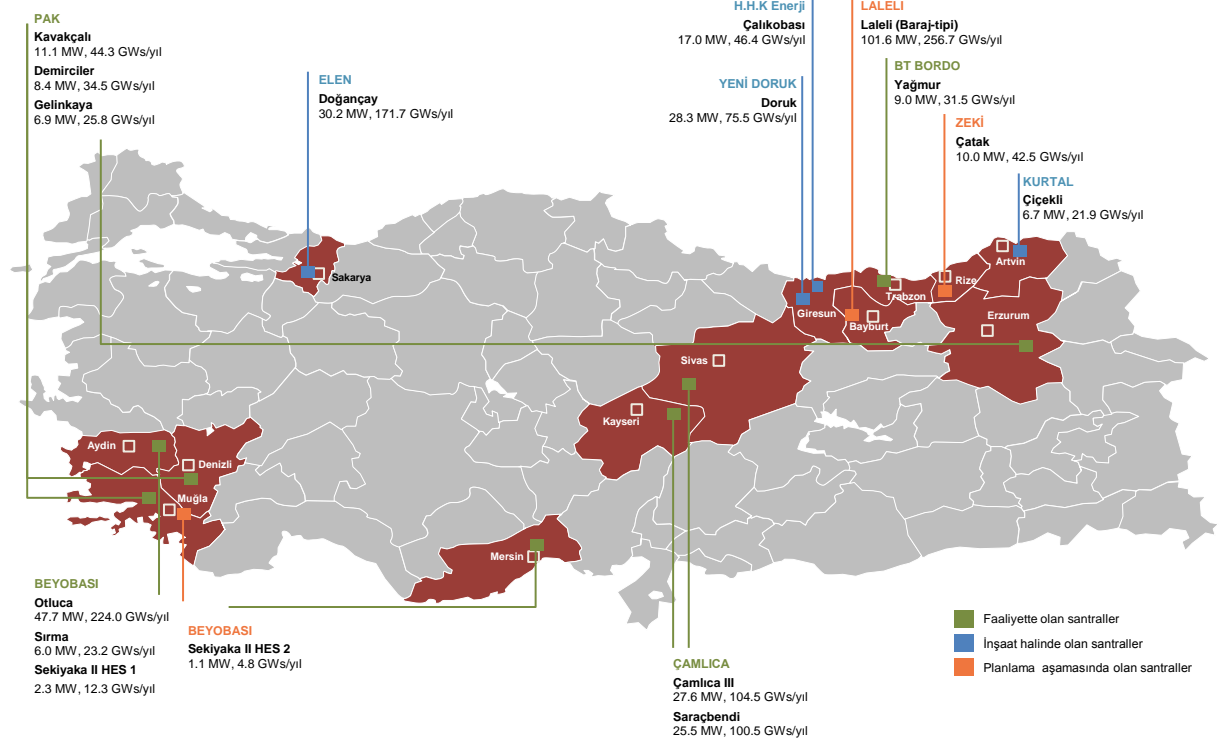 PAK
Kavakçalı
11.1 MW, 44.3 GWs/yıl
Demirciler
8.4 MW, 34.5 GWs/yıl
Gelinkaya
6.9 MW, 25.8 GWs/yıl
ELEN
Doğançay
30.2 MW, 171.7 GWs/yıl
H.H.K Enerji
Çalıkobası
17.0 MW, 46.4 GWs/yıl
YENİ DORUK
Doruk
28.3 MW, 75.5 GWs/yıl
LALELI
Laleli (Baraj-tipi)
101.6 MW, 256.7 GWs/yıl
BT BORDO
Yağmur
9.0 MW, 31.5 GWs/yıl
ZEKİ
Çatak
10.0 MW, 42.5 GWs/yıl
KURTAL
Çiçekli
6.7 MW, 21.9 GWs/yıl
Sakarya
Artvin
Rize
Trabzon
Giresun
Bayburt
Erzurum
Sivas
Kayseri
Aydin
Denizli
Muğla
Mersin
BEYOBASI
Otluca
47.7 MW, 224.0 GWs/yıl
Sırma
6.0 MW, 23.2 GWs/yıl
Sekiyaka II HES 1
2.3 MW, 12.3 GWs/yıl
BEYOBASI
Sekiyaka II HES 2
1.1 MW, 4.8 GWs/yıl
ÇAMLICA
Çamlıca III
27.6 MW, 104.5 GWs/yıl
Saraçbendi
25.5 MW, 100.5 GWs/yıl
Faaliyette olan santraller
İnşaat halinde olan santraller
Planlama aşamasında olan santraller